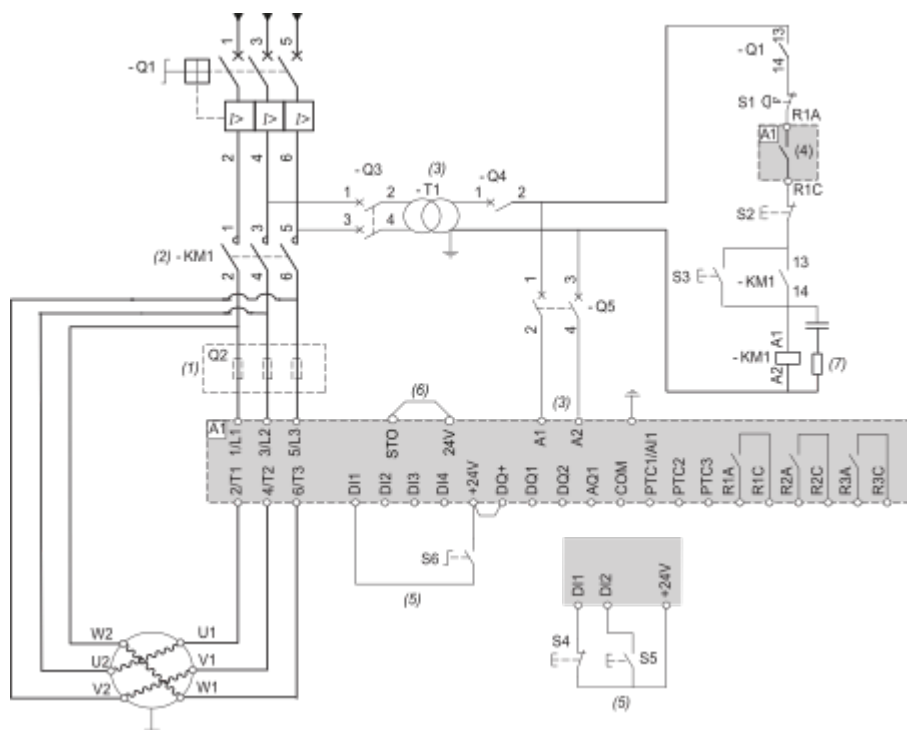 1 3 5
-Q1
I> I> I>
2 4 6
-Q3 (3) -Q4
1 2 -T1 1 2
3 4
13
-Q1
14
S1
R1A
A1 (4)
R1C
S2
1 3 5
(2) -KM1
2 4 6
1 3
-Q5
2 4
S3
13
-KM1
14
A1
-KM1
A2
(7)
(1) Q2
(6) (3)
A1 1/L1 3/L2 5/L3 STO 24V A1 A2
2/T1 4/T2 6/T3 DI1 DI2 DI3 DI4 +24V DQ+ DQ1 DQ2 AQ1 COM PTC1/AI1 PTC2 PTC3 R1A R1C R2A R2C R3A R3C
S6
(5)
DI1 DI2 +24V
S4 S5
(5)
W2 U1
U2 V1
V2 W1